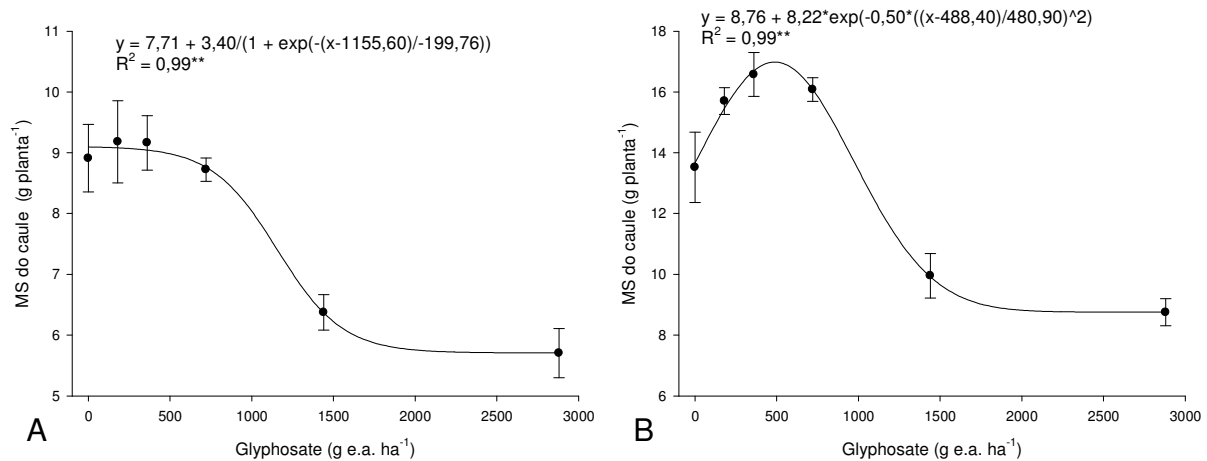 y = 7,71 + 3,40/(1 + exp(-(x-1155,60)/-199,76))
R² = 0,99**
11
10
9
8
7
6
5
MS do caule (g planta⁻¹)
0 500 1000 1500 2000 2500 3000
Glyphosate (g e.a. ha⁻¹)
A
y = 8,76 + 8,22*exp(-0,50*((x-488,40)/480,90)^2)
R² = 0,99**
18
16
14
12
10
8
6
MS do caule (g planta⁻¹)
0 500 1000 1500 2000 2500 3000
Glyphosate (g e.a. ha⁻¹)
B